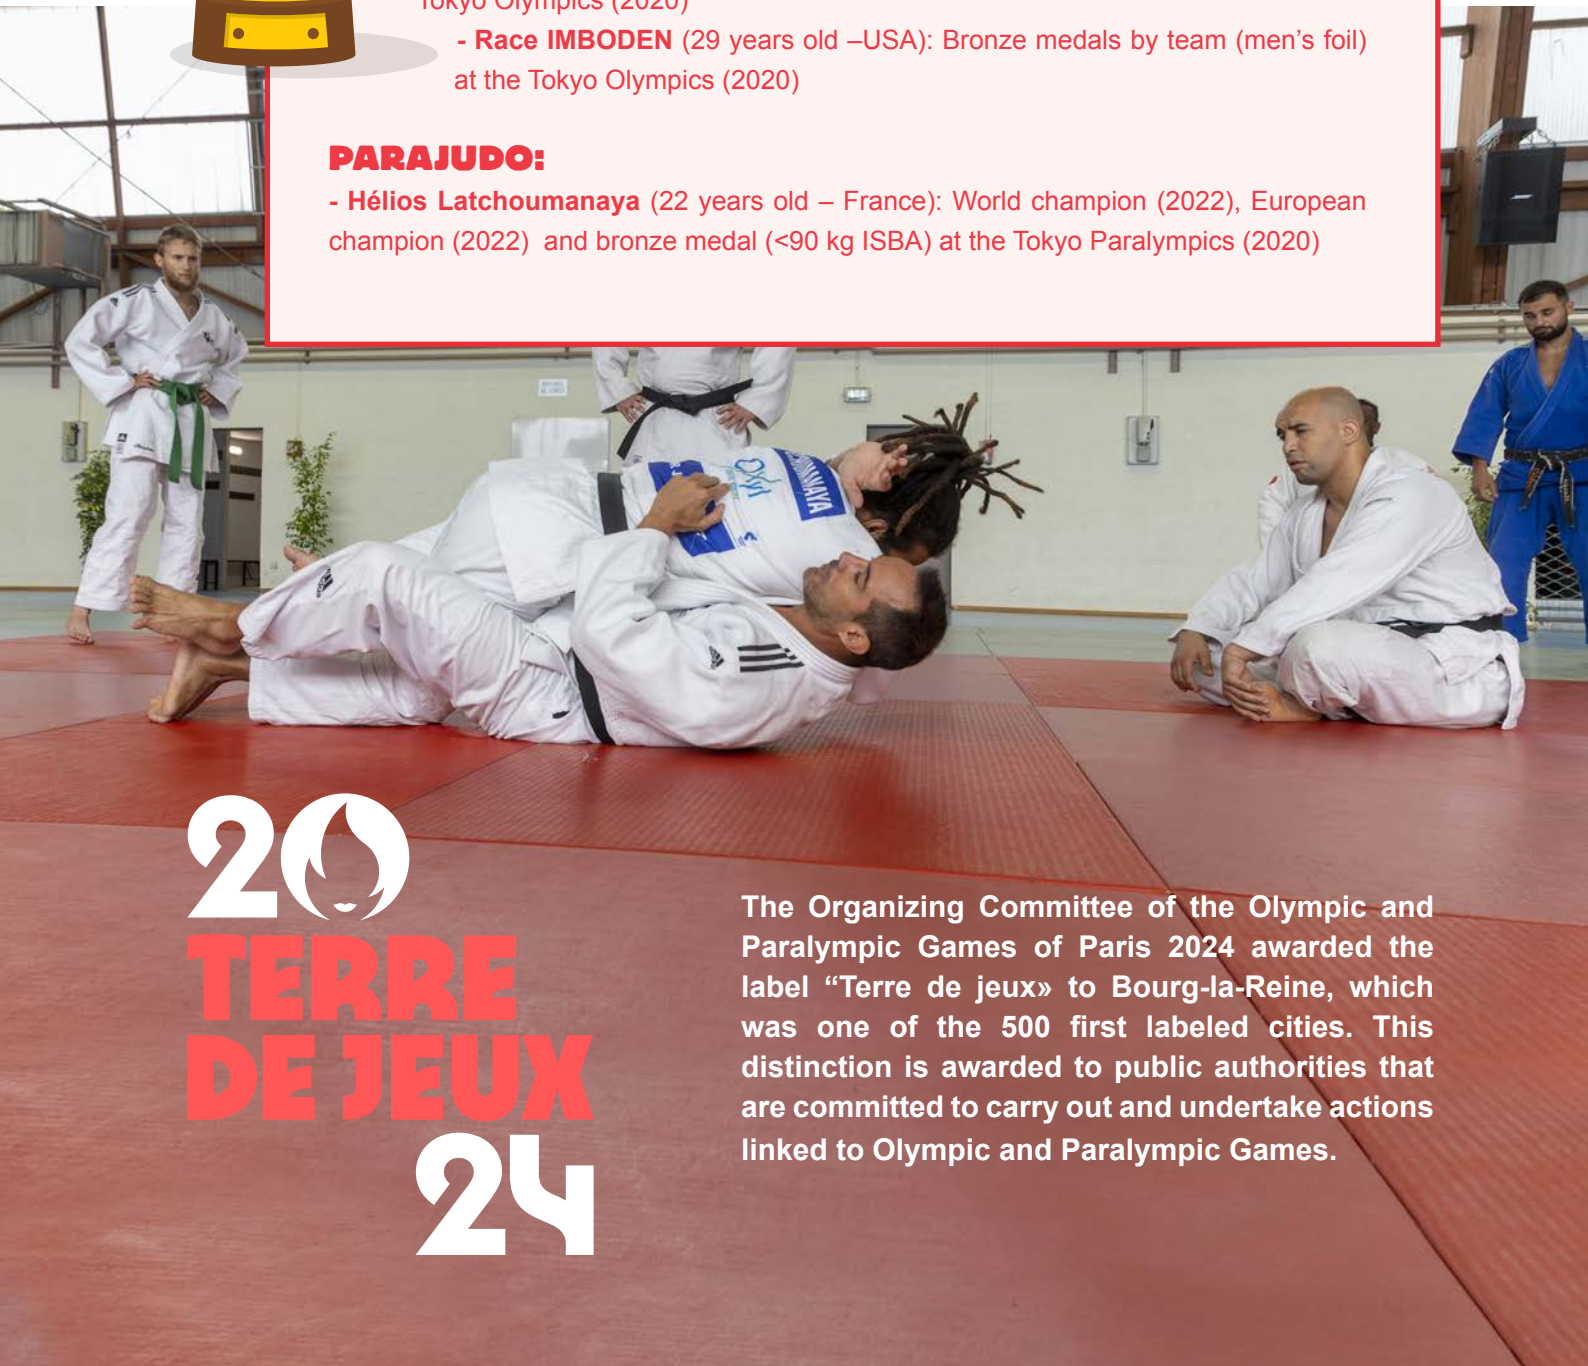 Tokyo Olympics (2020)
- Race IMBODEN (29 years old –USA): Bronze medals by team (men's foil)
at the Tokyo Olympics (2020)
PARAJUDO:
- Hélios Latchoumanaya (22 years old – France): World champion (2022), European
champion (2022) and bronze medal (<90 kg ISBA) at the Tokyo Paralympics (2020)
20
TERRE
DE JEUX
24
The Organizing Committee of the Olympic and
Paralympic Games of Paris 2024 awarded the
label “Terre de jeux» to Bourg-la-Reine, which
was one of the 500 first labeled cities. This
distinction is awarded to public authorities that
are committed to carry out and undertake actions
linked to Olympic and Paralympic Games.